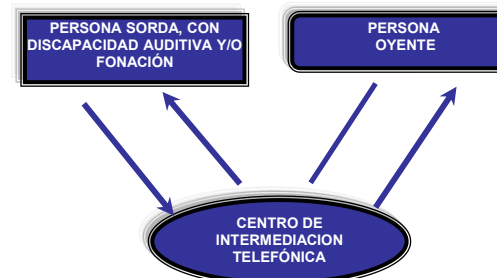 PERSONA SORDA, CON
DISCAPACIDAD AUDITIVA Y/O
FONACIÓN
PERSONA
OYENTE
CENTRO DE
INTERMEDIACION
TELEFÓNICA